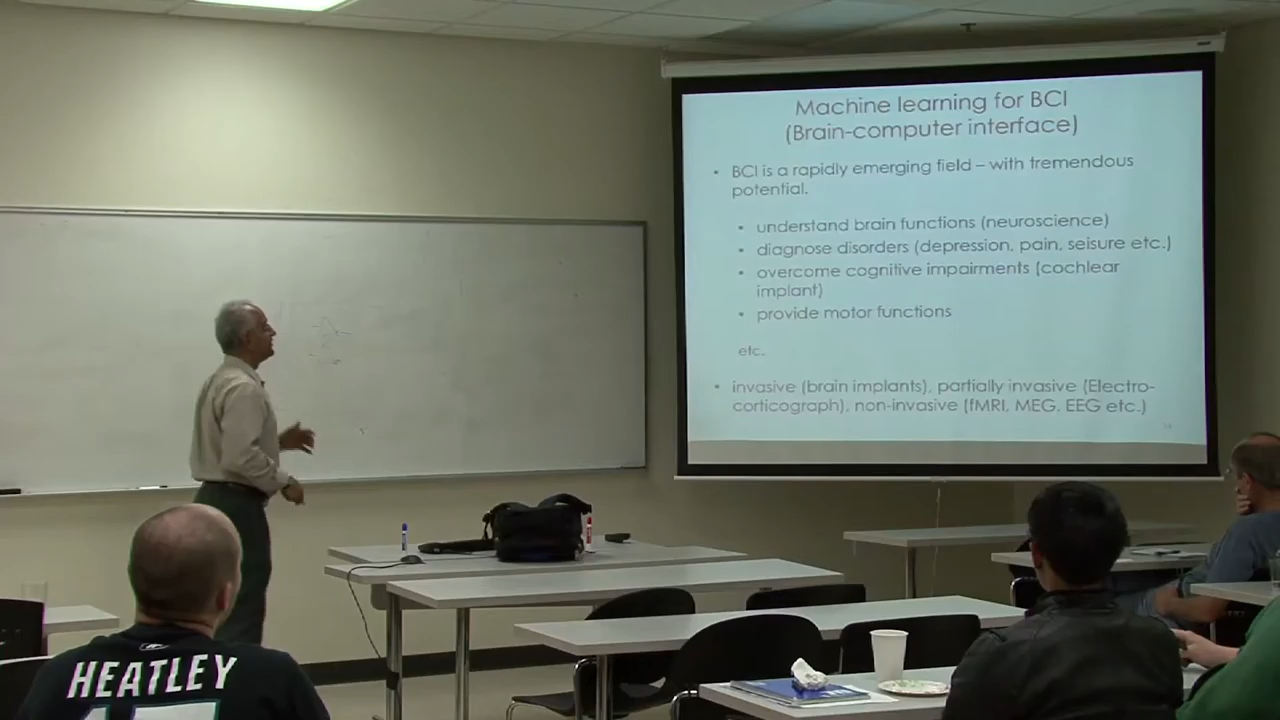 Machine learning for BCI
(Brain-computer interface)
• BCI is a rapidly emerging field – with tremendous
potential.
• understand brain functions (neuroscience)
• diagnose disorders (depression, pain, seisure etc.)
• overcome cognitive impairments (cochlear
implant)
• provide motor functions
etc.
• invasive (brain implants), partially invasive (Electro-
corticograph), non-invasive (fMRI, MEG, EEG etc.)
HEATLEY